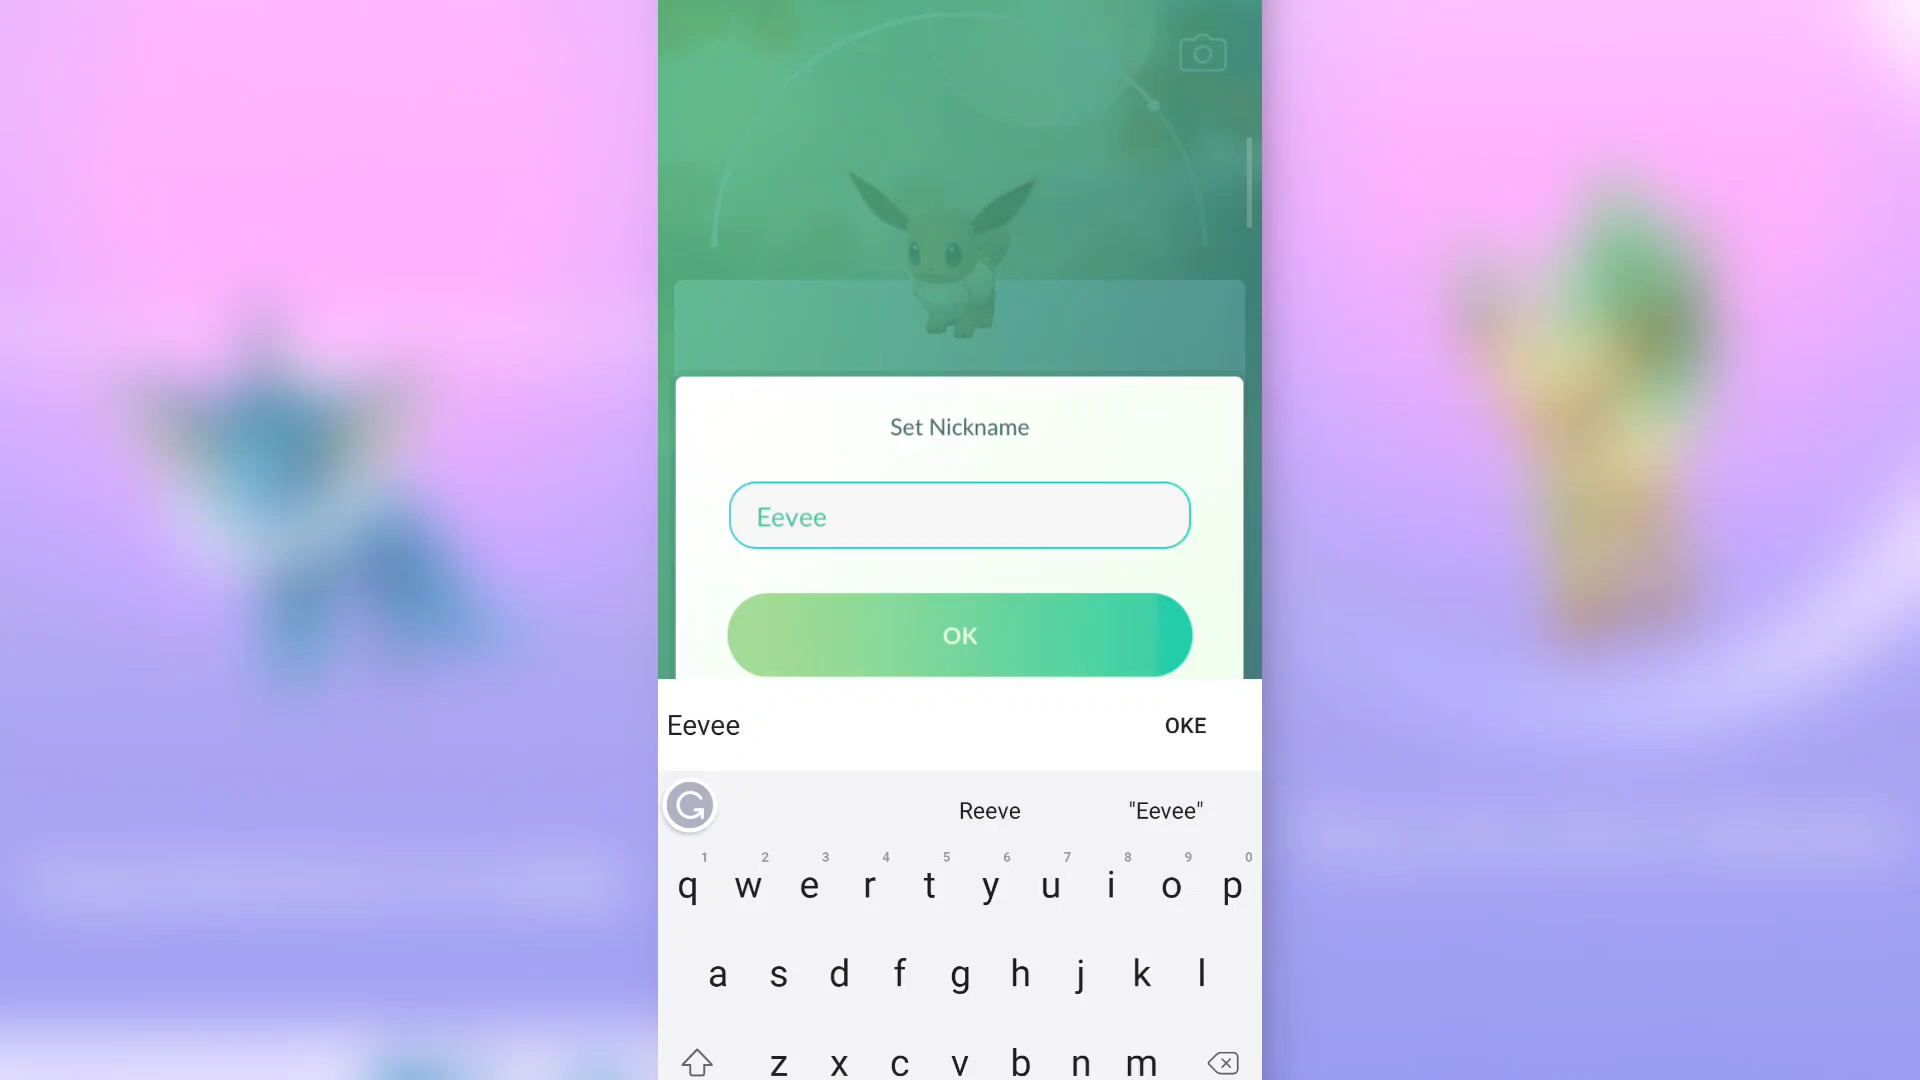 Set Nickname
Eevee
OK
Eevee OKE
Reeve "Eevee"
1 2 3 4 5 6 7 8 9 0
q w e r t y u i o p
a s d f g h j k l
z x c v b n m